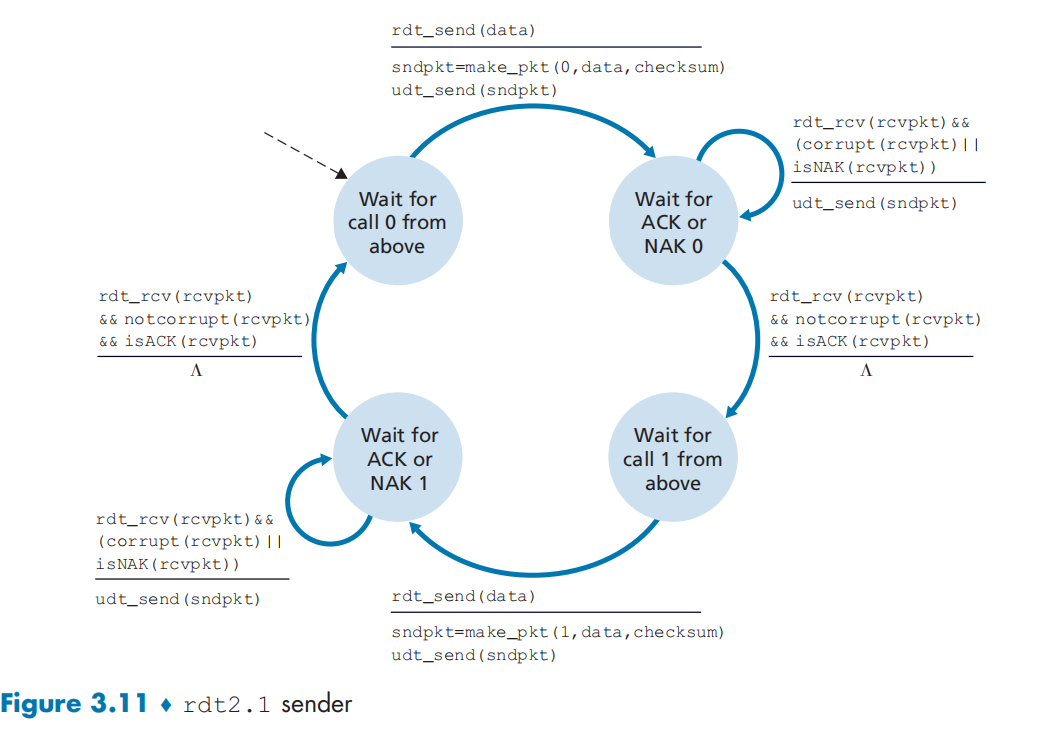 rdt_send(data)
sndpkt=make_pkt(0,data,checksum)
udt_send(sndpkt)
rdt_rcv(rcvpkt)&&
(corrupt(rcvpkt)||
isNAK(rcvpkt))
udt_send(sndpkt)
Wait for
call 0 from
above
Wait for
ACK or
NAK 0
rdt_rcv(rcvpkt)
&& notcorrupt(rcvpkt)
&& isACK(rcvpkt)
Λ
rdt_rcv(rcvpkt)
&& notcorrupt(rcvpkt)
&& isACK(rcvpkt)
Λ
Wait for
ACK or
NAK 1
Wait for
call 1 from
above
rdt_rcv(rcvpkt)&&
(corrupt(rcvpkt)||
isNAK(rcvpkt))
udt_send(sndpkt)
rdt_send(data)
sndpkt=make_pkt(1,data,checksum)
udt_send(sndpkt)
Figure 3.11 ♦ rdt2.1 sender